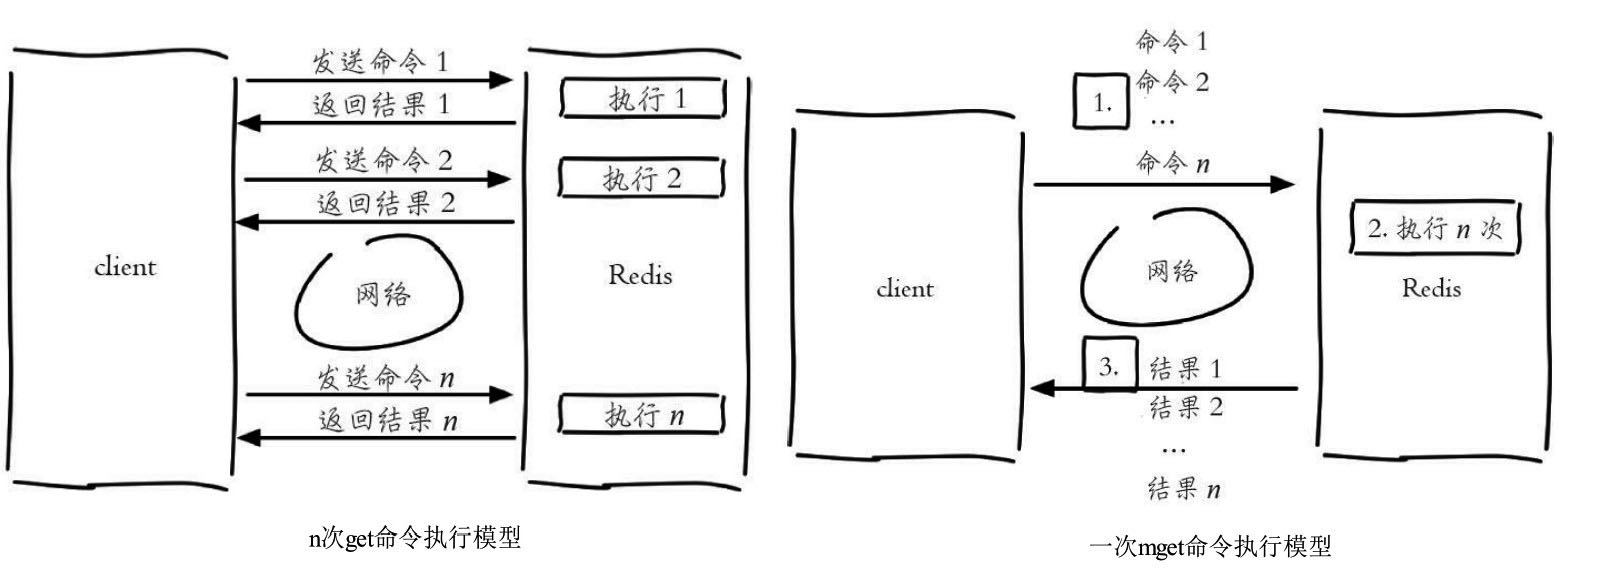 发送命令 1
返回结果 1
执行 1
发送命令 2
返回结果 2
执行 2
client
网络
Redis
发送命令 n
返回结果 n
执行 n
n次get命令执行模型
命令 1
1.
命令 2
…
命令 n
client
网络
2. 执行 n 次
Redis
3.
结果 1
结果 2
…
结果 n
一次mget命令执行模型